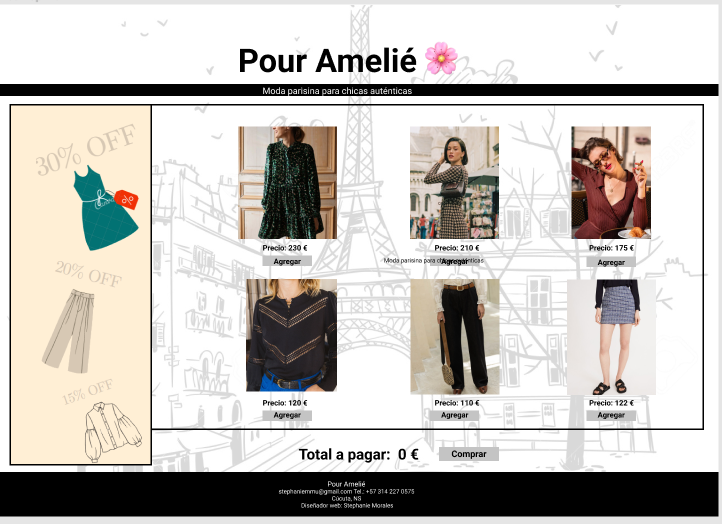 Pour Amelié
Moda parisina para chicas auténticas
30% OFF
20% OFF
15% OFF
Precio: 230 €
Agregar
Precio: 210 €
Agregar
Moda parisina para chicas auténticas
Precio: 175 €
Agregar
Precio: 120 €
Agregar
Precio: 110 €
Agregar
Precio: 122 €
Agregar
Total a pagar: 0 €
Comprar
Pour Amelié
stephaniemmu@gmail.com Tel.: +57 314 227 0575
Cúcuta, NS
Diseñador web: Stephanie Morales